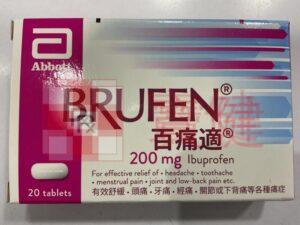 Abbott
BRUFEN®
百痛適®
200 mg Ibuprofen
For effective relief of • headache • toothache
• menstrual pain • joint and low-back pain etc.
有效舒緩 • 頭痛 • 牙痛 • 經痛 • 關節或下背痛等各種痛症
20 tablets